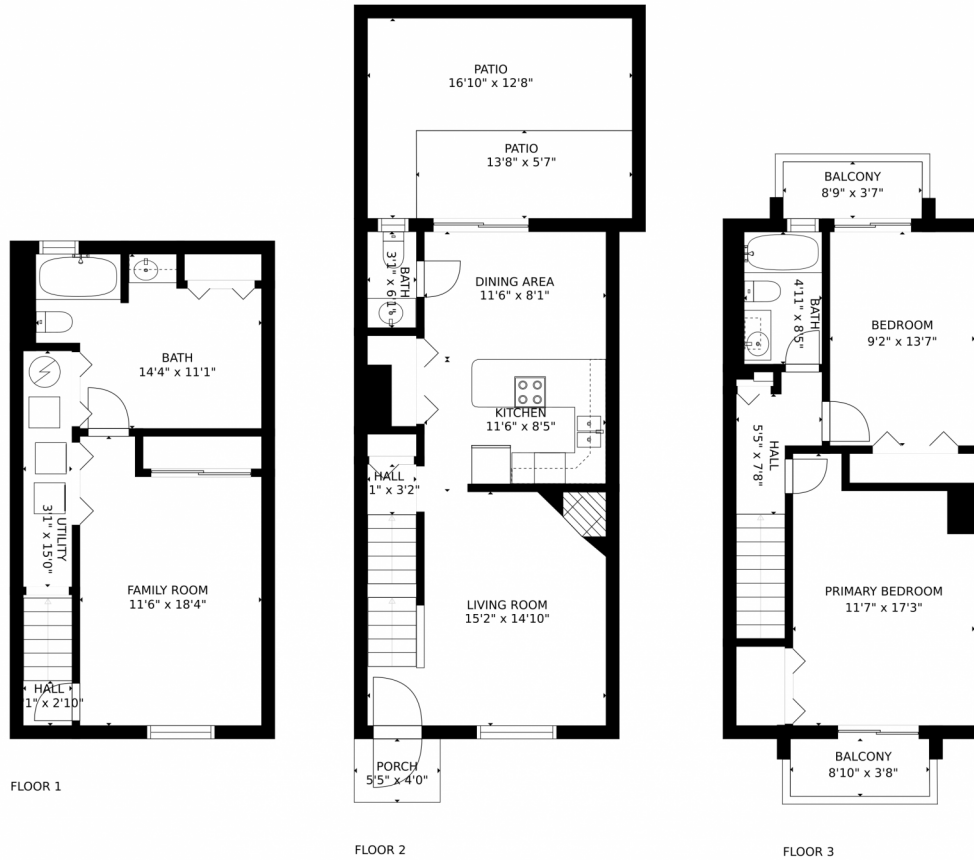 BATH
14'4" x 11'1"
UTILITY
3'1" x 15'0"
FAMILY ROOM
11'6" x 18'4"
HALL
1" x 2'10"
FLOOR 1
PATIO
16'10" x 12'8"
PATIO
13'8" x 5'7"
BATH
3'1" x 6'1"
DINING AREA
11'6" x 8'1"
KITCHEN
11'6" x 8'5"
HALL
1" x 3'2"
LIVING ROOM
15'2" x 14'10"
PORCH
5'5" x 4'0"
FLOOR 2
BALCONY
8'9" x 3'7"
BATH
4'11" x 8'5"
BEDROOM
9'2" x 13'7"
HALL
5'5" x 7'8"
PRIMARY BEDROOM
11'7" x 17'3"
BALCONY
8'10" x 3'8"
FLOOR 3